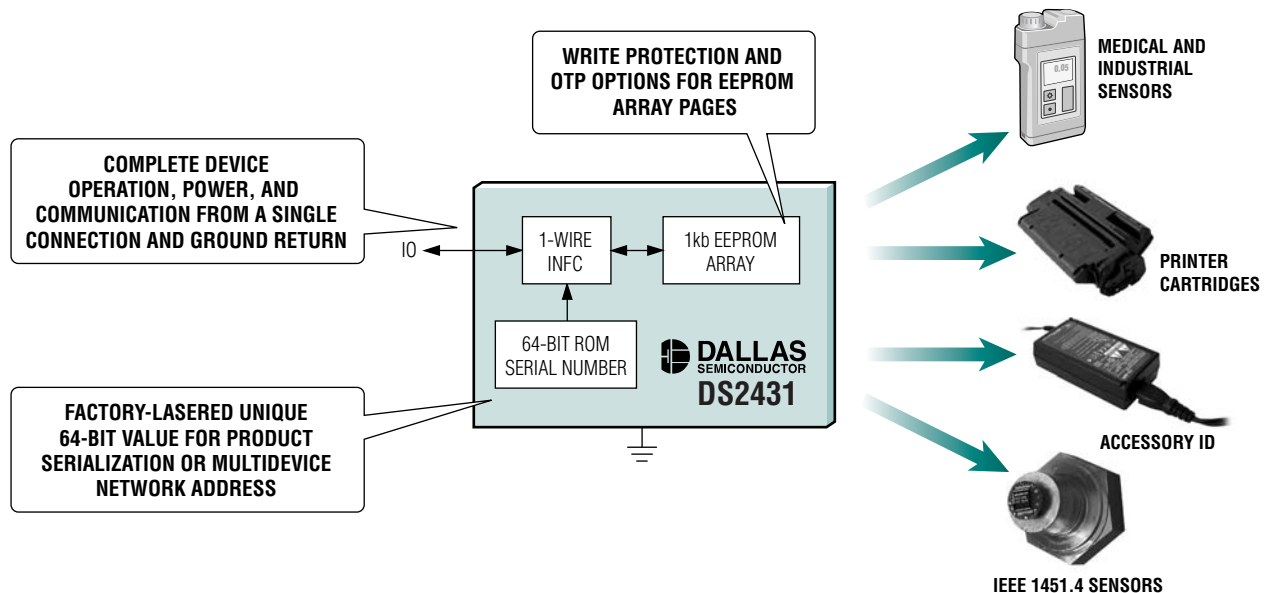 WRITE PROTECTION AND
OTP OPTIONS FOR EEPROM
ARRAY PAGES
COMPLETE DEVICE
OPERATION, POWER, AND
COMMUNICATION FROM A SINGLE
CONNECTION AND GROUND RETURN
IO
1-WIRE
INFC
1kb EEPROM
ARRAY
64-BIT ROM
SERIAL NUMBER
DALLAS
SEMICONDUCTOR
DS2431
FACTORY-LASERED UNIQUE
64-BIT VALUE FOR PRODUCT
SERIALIZATION OR MULTIDEVICE
NETWORK ADDRESS
0.05
MEDICAL AND
INDUSTRIAL
SENSORS
PRINTER
CARTRIDGES
ACCESSORY ID
IEEE 1451.4 SENSORS